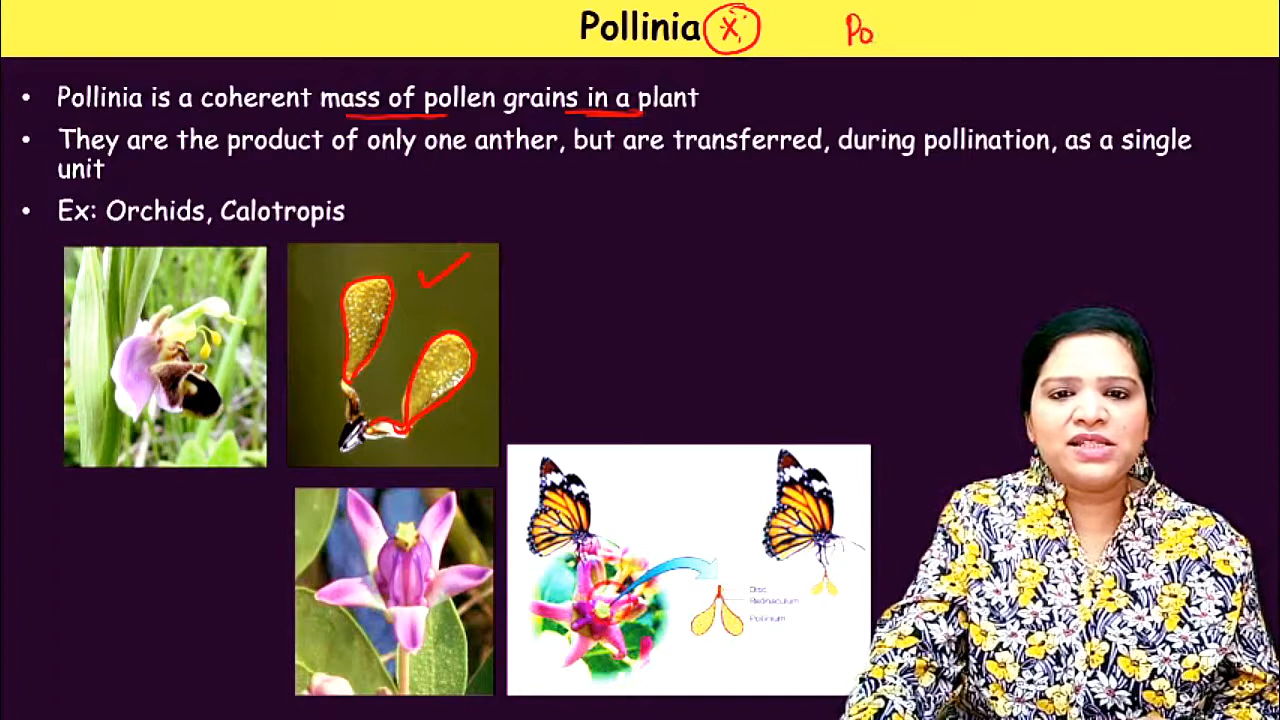 Pollinia X Po
• Pollinia is a coherent mass of pollen grains in a plant
• They are the product of only one anther, but are transferred, during pollination, as a single
unit
• Ex: Orchids, Calotropis
Disc
Retinaculum
Pollinium